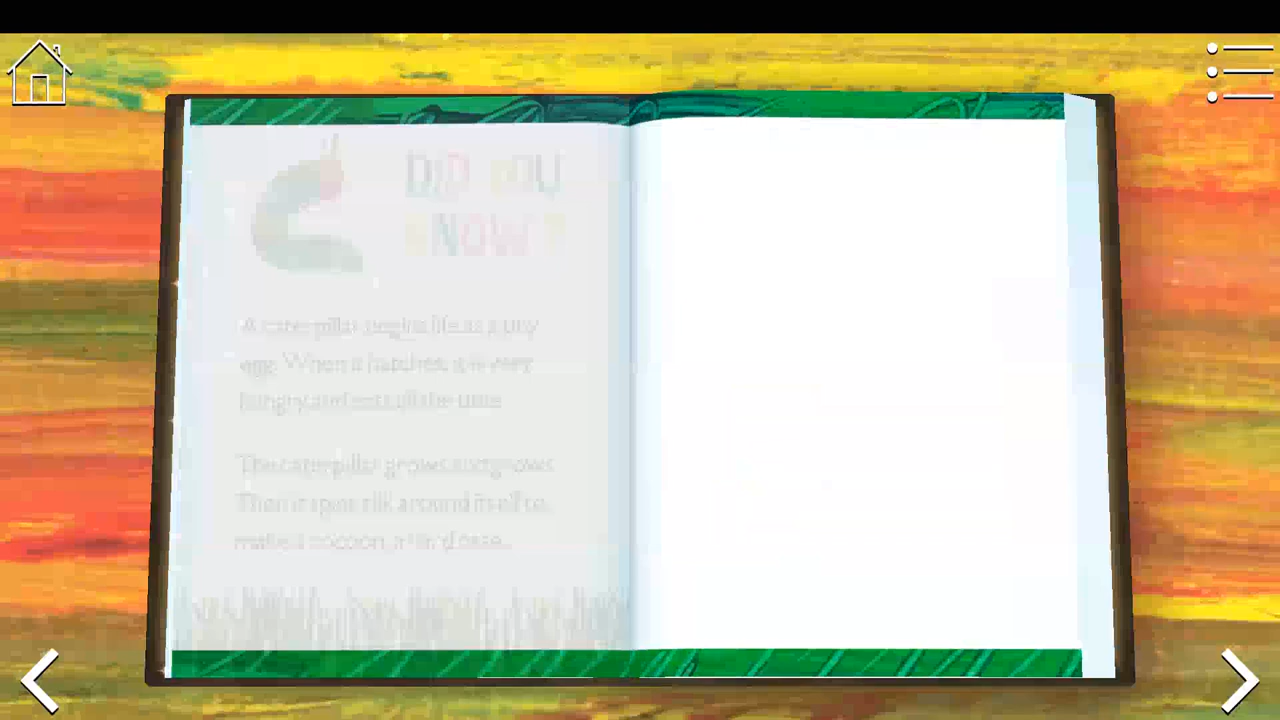 DID YOU
KNOW?
A caterpillar begins life as a tiny
egg. When it hatches, it is very
hungry and eats all the time.
The caterpillar grows and grows.
Then it spins silk around itself to
make a cocoon, a hard case.